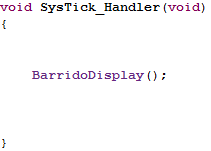 void SysTick_Handler(void)
{
BarridoDisplay();
}